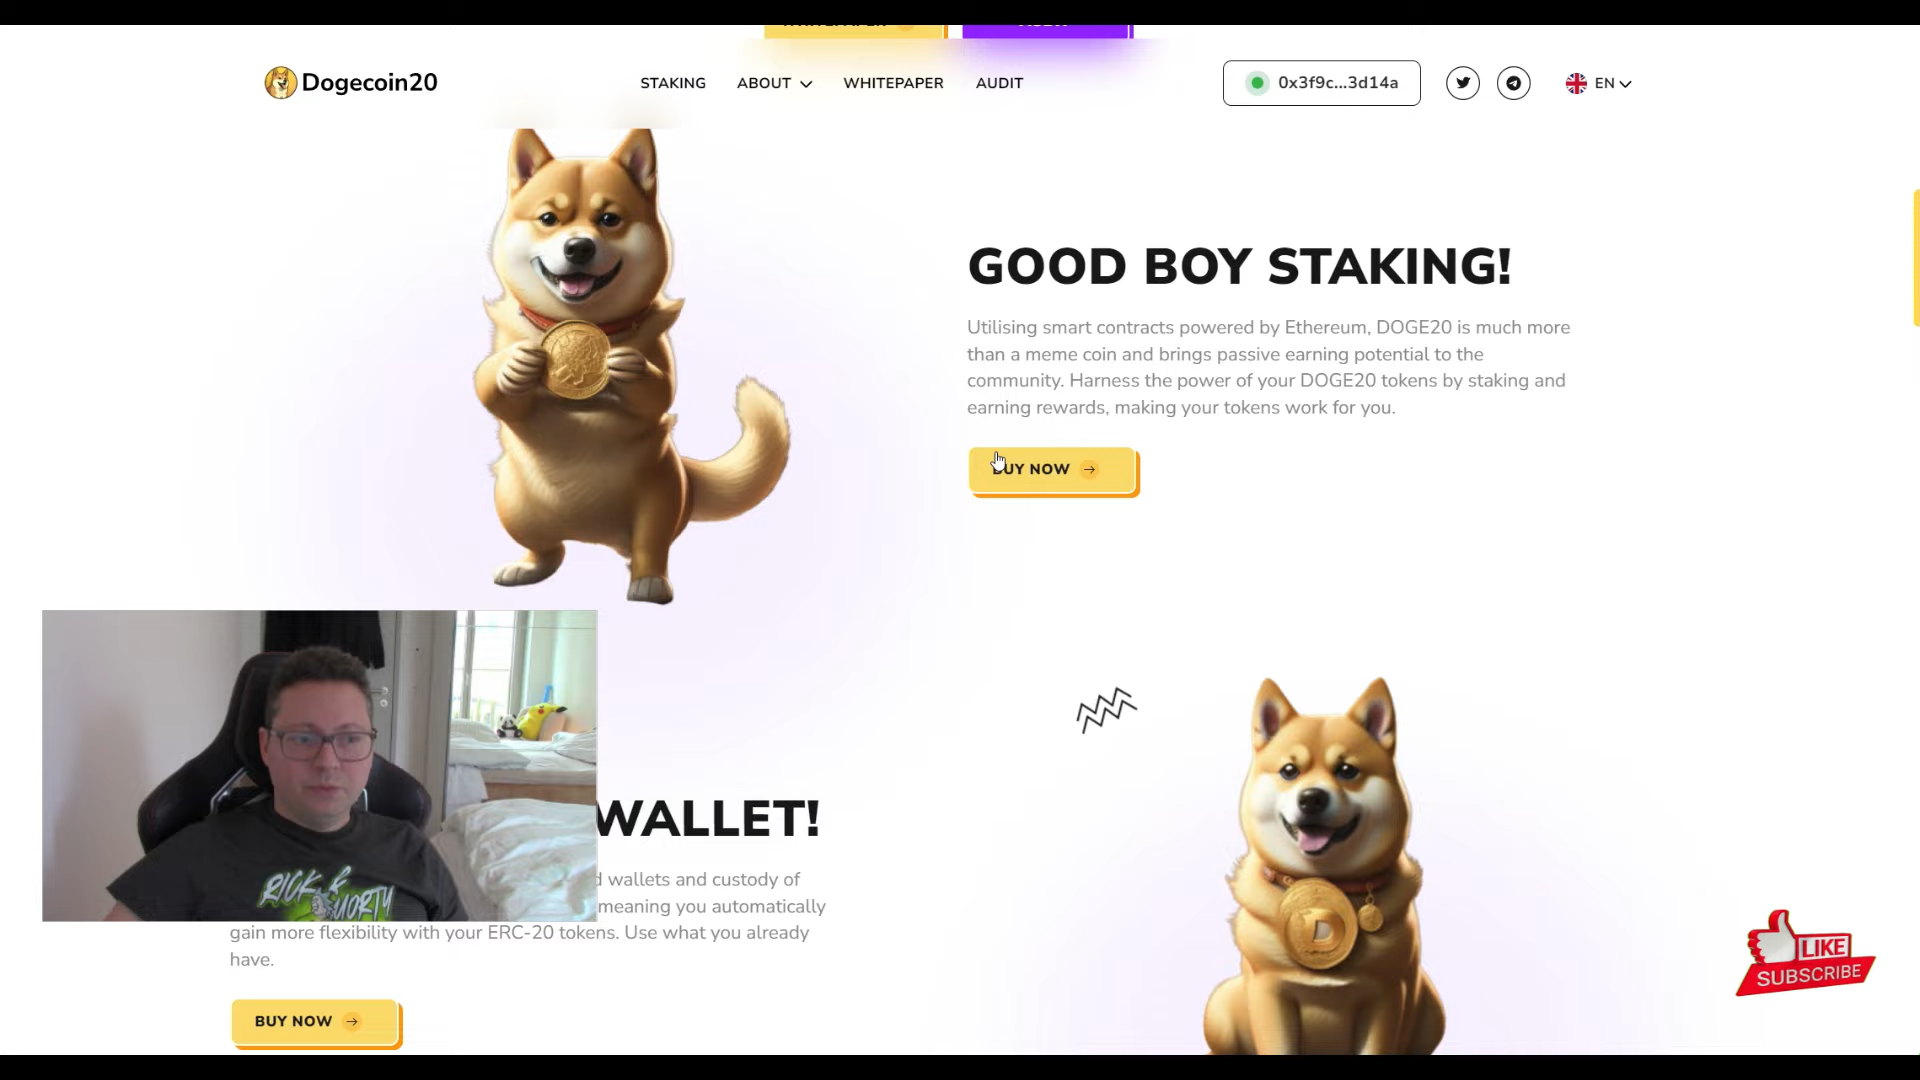 Dogecoin20
STAKING
ABOUT
WHITEPAPER
AUDIT
0x3f9c...3d14a
EN
GOOD BOY STAKING!
Utilising smart contracts powered by Ethereum, DOGE20 is much more
than a meme coin and brings passive earning potential to the
community. Harness the power of your DOGE20 tokens by staking and
earning rewards, making your tokens work for you.
BUY NOW
WALLET!
wallets and custody of
meaning you automatically
gain more flexibility with your ERC-20 tokens. Use what you already
have.
BUY NOW
RICK & MORTY
D
LIKE
SUBSCRIBE